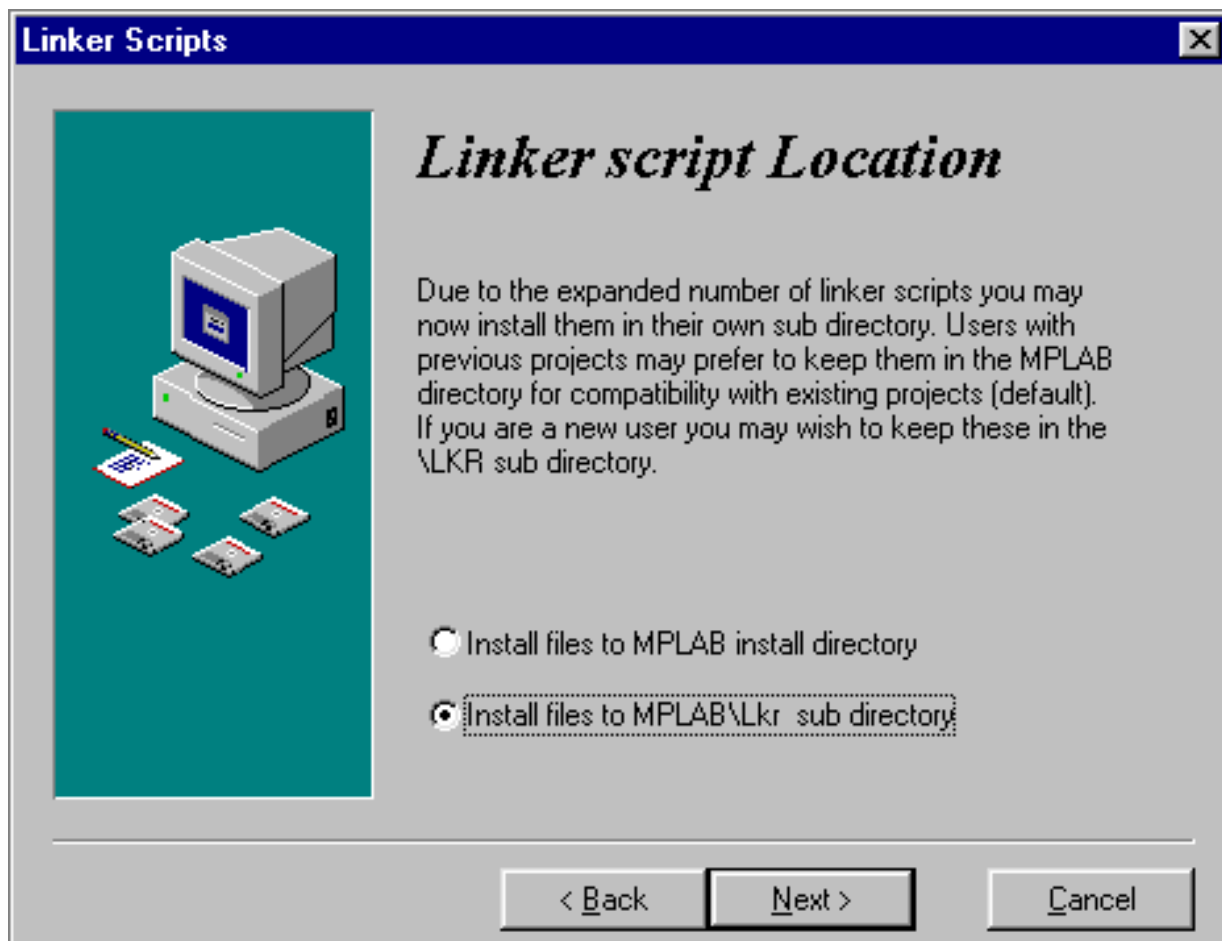 Linker Scripts
Linker script Location
Due to the expanded number of linker scripts you may
now install them in their own sub directory. Users with
previous projects may prefer to keep them in the MPLAB
directory for compatibility with existing projects (default).
If you are a new user you may wish to keep these in the
\LKR sub directory.
Install files to MPLAB install directory
Install files to MPLAB\Lkr  sub directory
< Back
Next >
Cancel